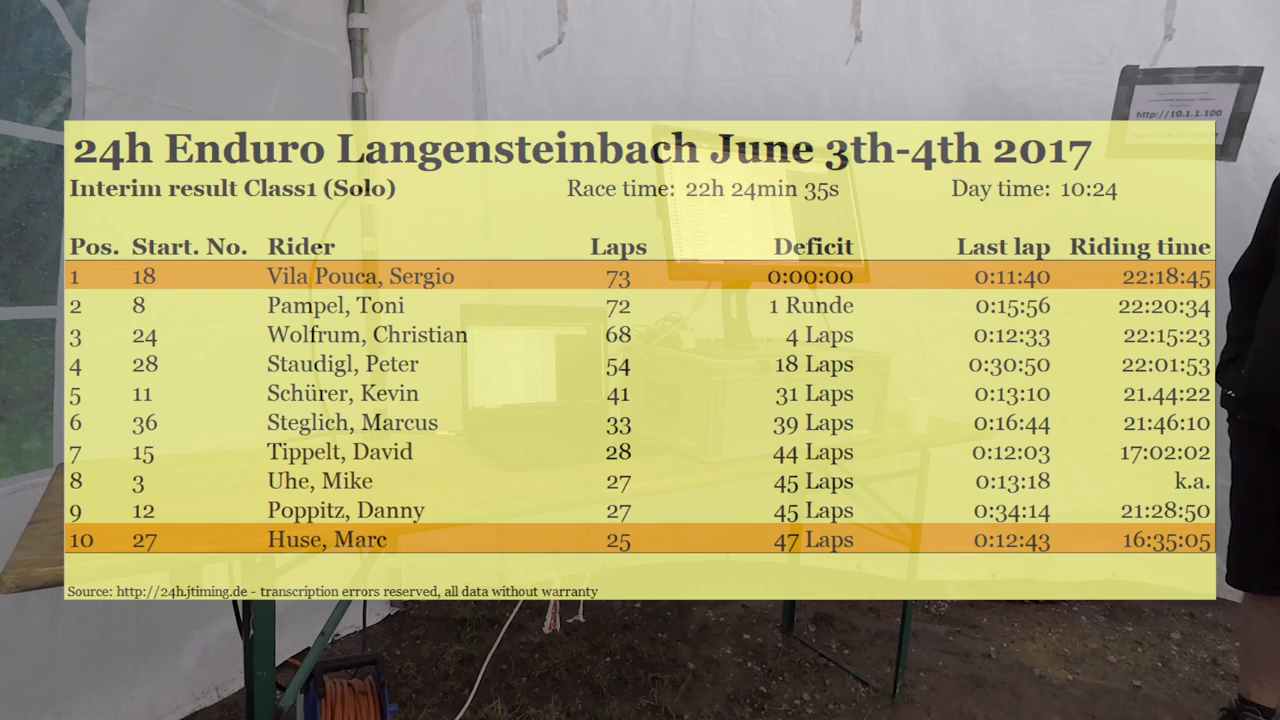 http://10.1.1.100
24h Enduro Langensteinbach June 3th-4th 2017
Interim result Class1 (Solo) Race time: 22h 24min 35s Day time: 10:24
Pos. Start. No. Rider Laps Deficit Last lap Riding time
1 18 Vila Pouca, Sergio 73 0:00:00 0:11:40 22:18:45
2 8 Pampel, Toni 72 1 Runde 0:15:56 22:20:34
3 24 Wolfrum, Christian 68 4 Laps 0:12:33 22:15:23
4 28 Staudigl, Peter 54 18 Laps 0:30:50 22:01:53
5 11 Schürer, Kevin 41 31 Laps 0:13:10 21.44:22
6 36 Steglich, Marcus 33 39 Laps 0:16:44 21:46:10
7 15 Tippelt, David 28 44 Laps 0:12:03 17:02:02
8 3 Uhe, Mike 27 45 Laps 0:13:18 k.a.
9 12 Poppitz, Danny 27 45 Laps 0:34:14 21:28:50
10 27 Huse, Marc 25 47 Laps 0:12:43 16:35:05
Source: http://24h.jtiming.de - transcription errors reserved, all data without warranty